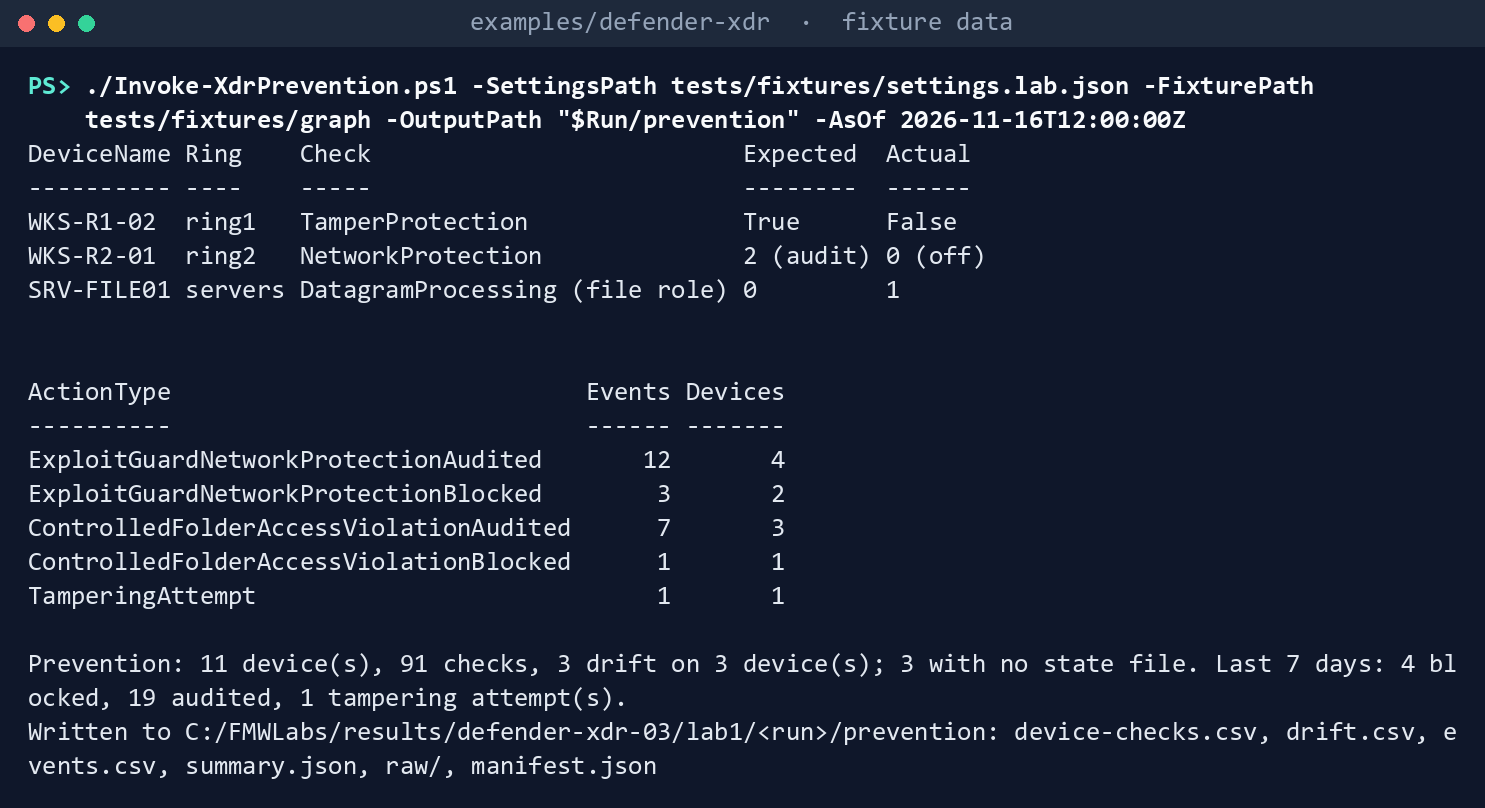 examples/defender-xdr · fixture data
PS> ./Invoke-XdrPrevention.ps1 -SettingsPath tests/fixtures/settings.lab.json -FixturePath
    tests/fixtures/graph -OutputPath "$Run/prevention" -AsOf 2026-11-16T12:00:00Z
DeviceName Ring    Check                          Expected  Actual
---------- ----    -----                          --------  ------
WKS-R1-02  ring1   TamperProtection               True      False
WKS-R2-01  ring2   NetworkProtection              2 (audit) 0 (off)
SRV-FILE01 servers DatagramProcessing (file role) 0         1
ActionType                             Events Devices
----------                             ------ -------
ExploitGuardNetworkProtectionAudited       12       4
ExploitGuardNetworkProtectionBlocked        3       2
ControlledFolderAccessViolationAudited      7       3
ControlledFolderAccessViolationBlocked      1       1
TamperingAttempt                            1       1
Prevention: 11 device(s), 91 checks, 3 drift on 3 device(s); 3 with no state file. Last 7 days: 4 bl
ocked, 19 audited, 1 tampering attempt(s).
Written to C:/FMWLabs/results/defender-xdr-03/lab1/<run>/prevention: device-checks.csv, drift.csv, e
vents.csv, summary.json, raw/, manifest.json